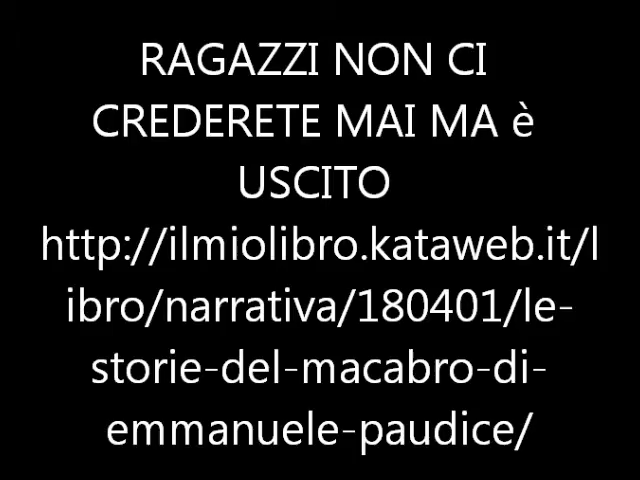 RAGAZZI NON CI
CREDERETE MAI MA è
USCITO
http://ilmiolibro.kataweb.it/l
ibro/narrativa/180401/le-
storie-del-macabro-di-
emmanuele-paudice/